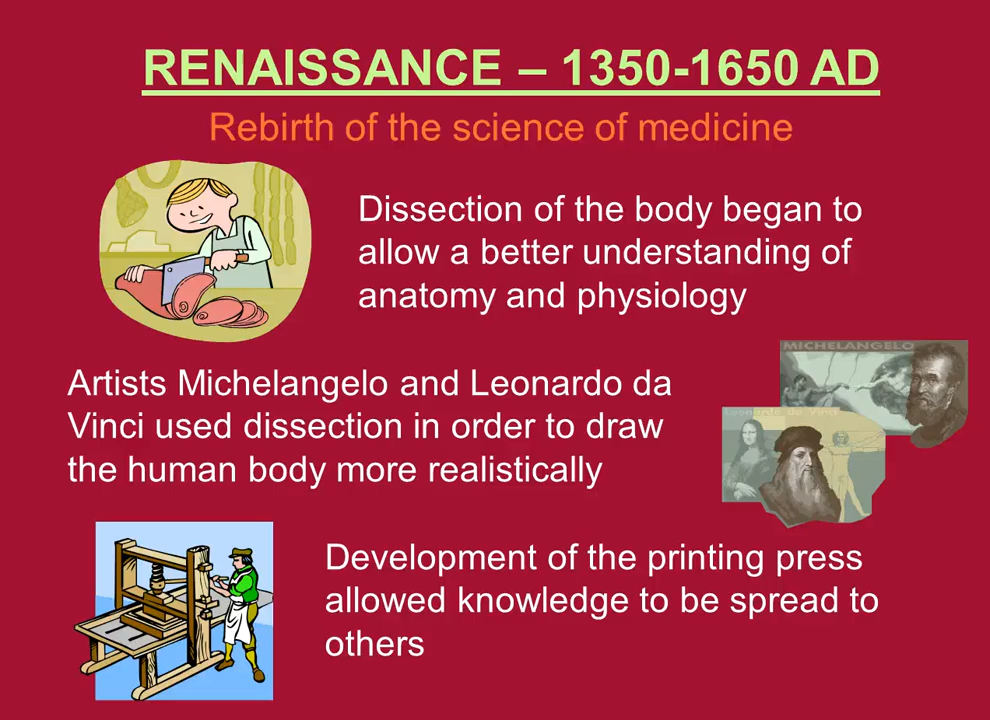 RENAISSANCE – 1350-1650 AD
Rebirth of the science of medicine
Dissection of the body began to
allow a better understanding of
anatomy and physiology
MICHELANGELO
Artists Michelangelo and Leonardo da
Vinci used dissection in order to draw
the human body more realistically
Leonardo da Vinci
Development of the printing press
allowed knowledge to be spread to
others